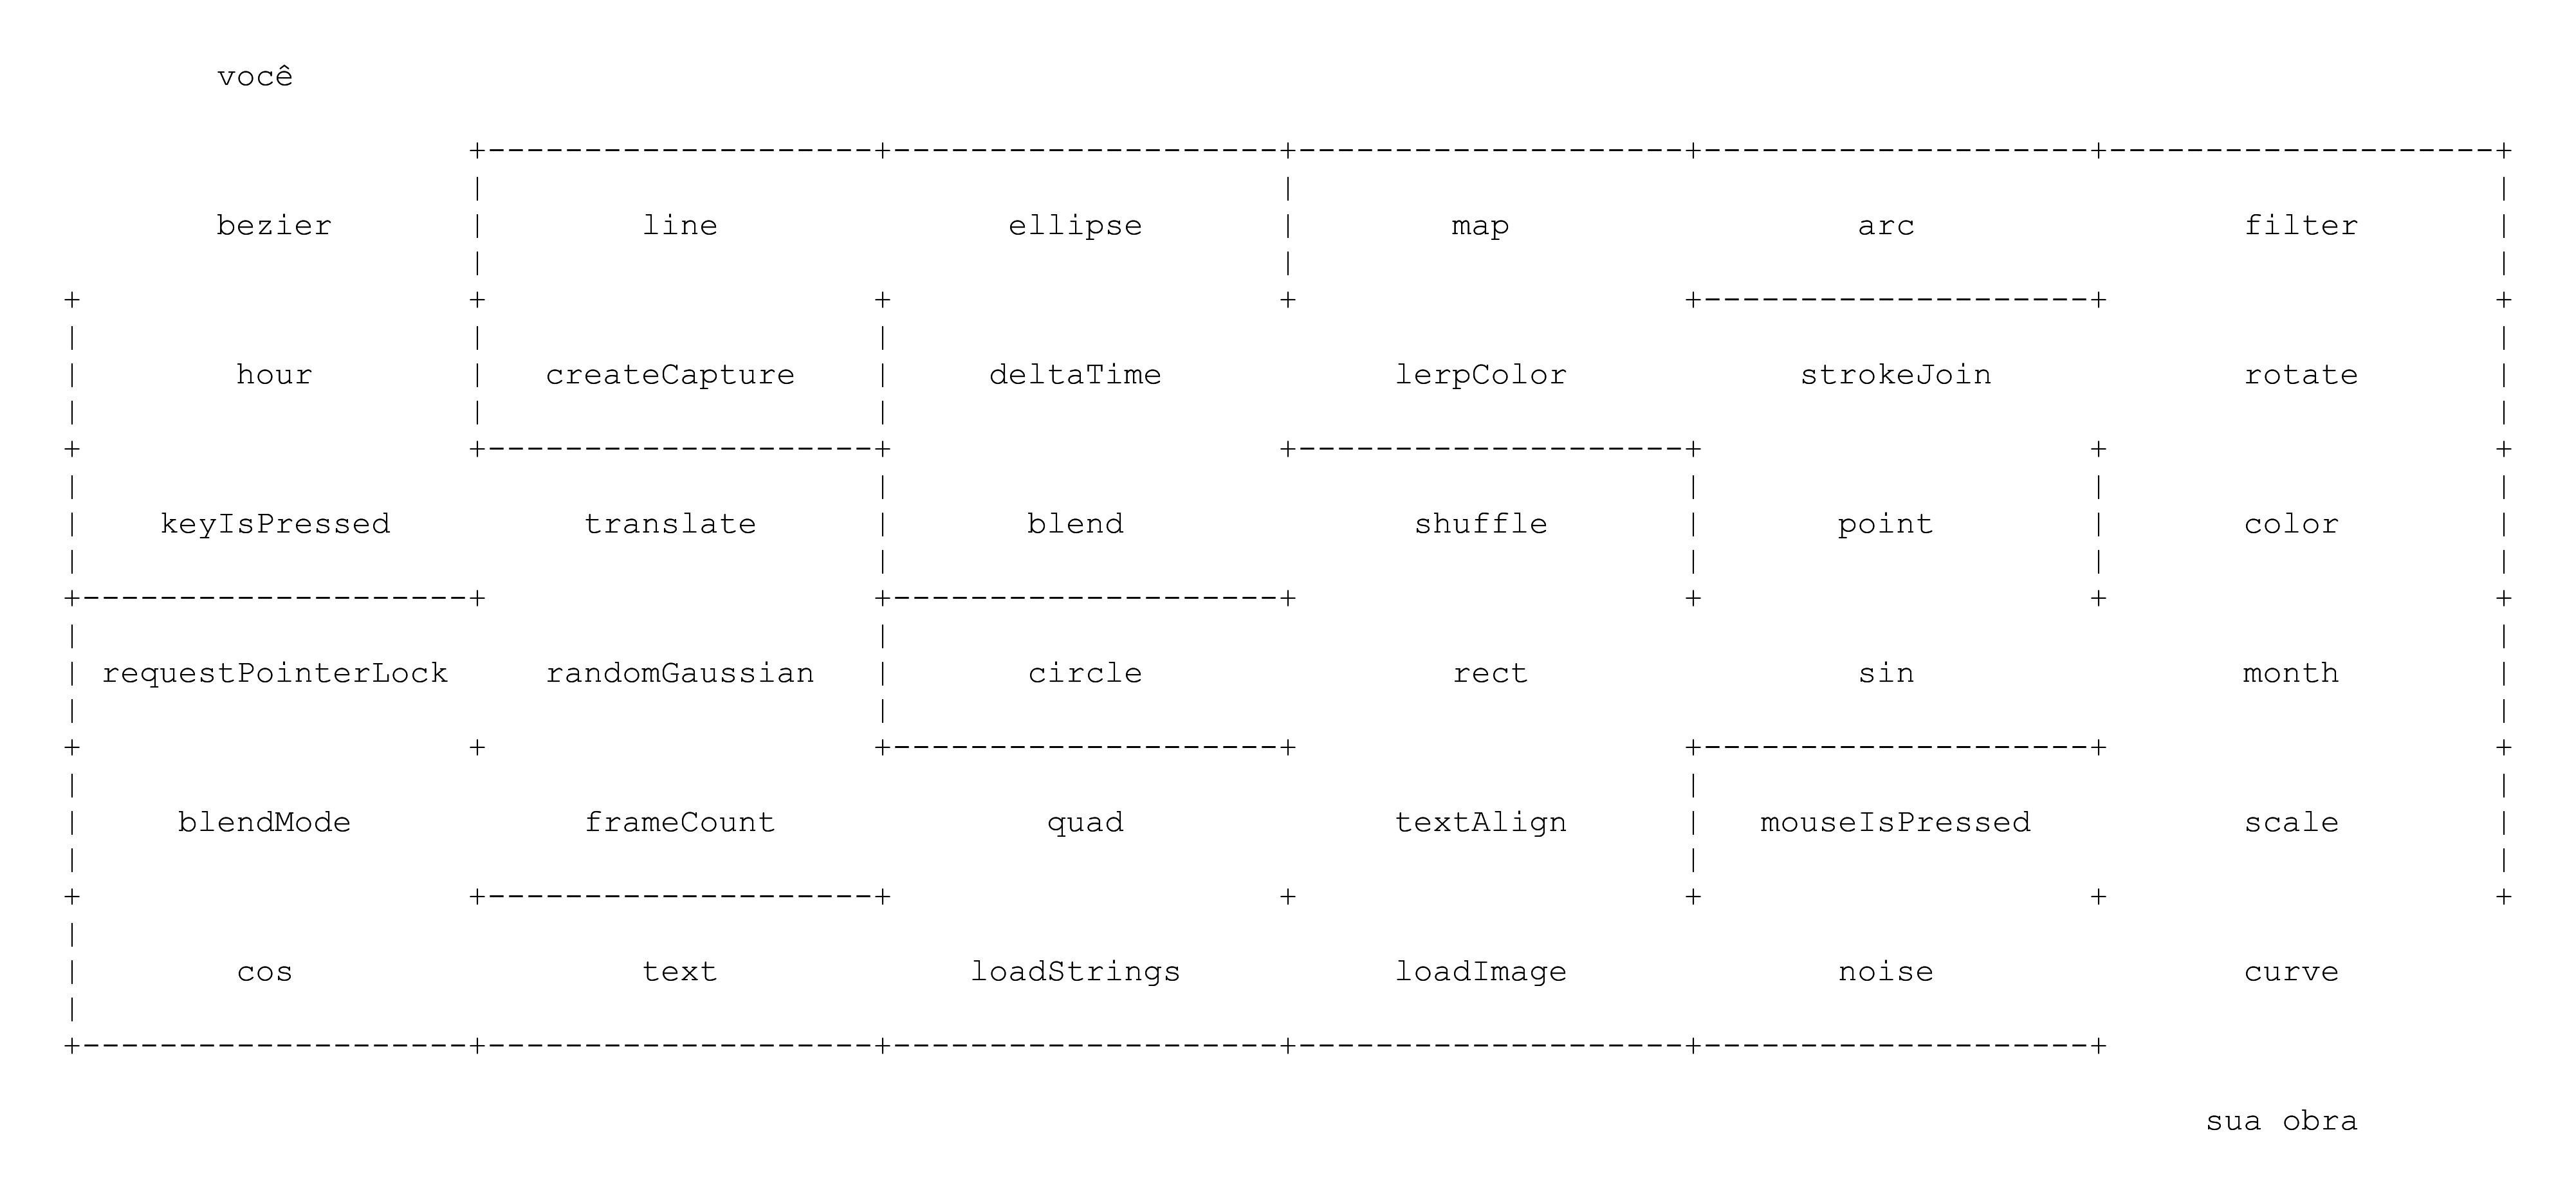 você
bezier line ellipse map arc filter
hour createCapture deltaTime lerpColor strokeJoin rotate
keyIsPressed translate blend shuffle point color
requestPointerLock randomGaussian circle rect sin month
blendMode frameCount quad textAlign mouseIsPressed scale
cos text loadStrings loadImage noise curve
sua obra